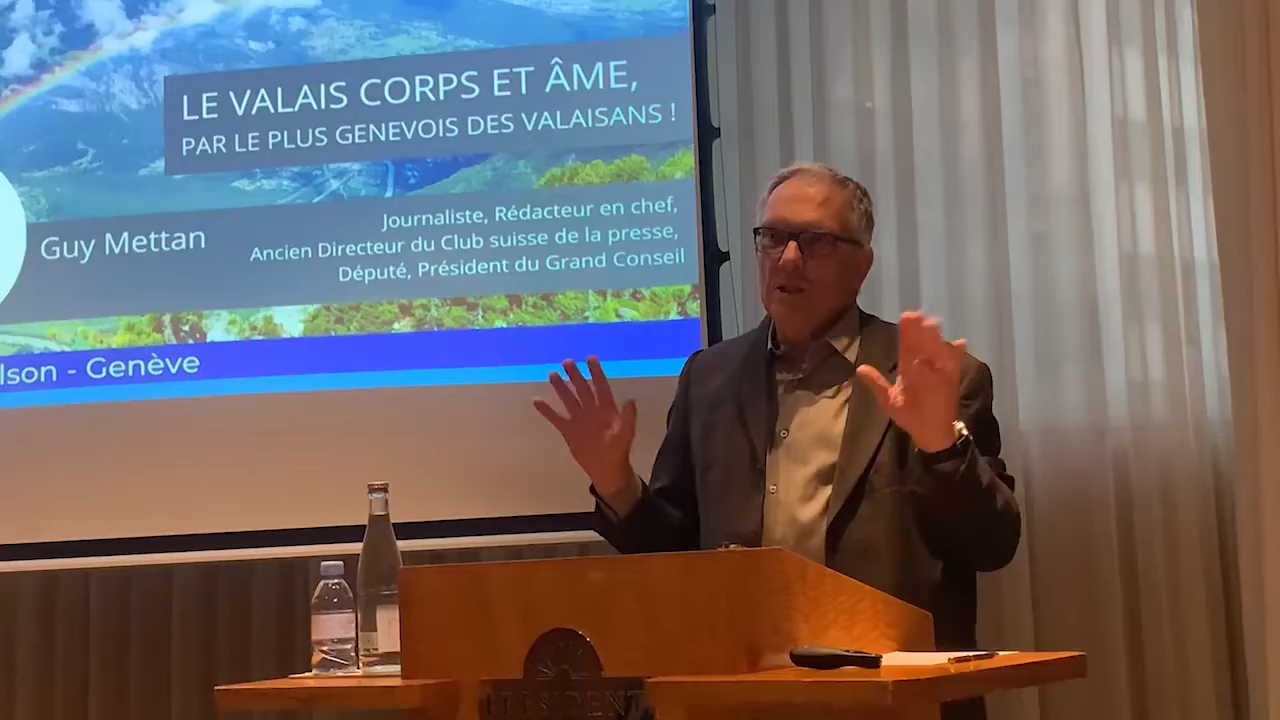 LE VALAIS CORPS ET ÂME,
PAR LE PLUS GENEVOIS DES VALAISANS !
Guy Mettan
Journaliste, Rédacteur en chef,
Ancien Directeur du Club suisse de la presse,
Député, Président du Grand Conseil
lson - Genève
PRESIDENT